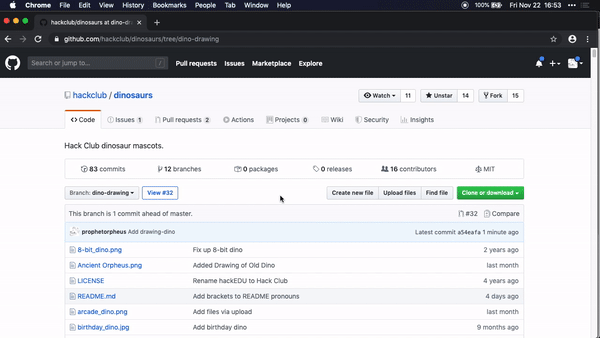 Chrome File Edit View History Bookmarks People Tab Window Help 100% Fri Nov 22 16:53
hackclub/dinosaurs at dino-dra
github.com/hackclub/dinosaurs/tree/dino-drawing
Search or jump to... / Pull requests Issues Marketplace Explore
hackclub / dinosaurs Watch 11 Unstar 14 Fork 15
Code Issues 1 Pull requests 2 Actions Projects 0 Wiki Security Insights
Hack Club dinosaur mascots.
83 commits 12 branches 0 packages 0 releases 16 contributors MIT
Branch: dino-drawing View #32 Create new file Upload files Find file Clone or download
This branch is 1 commit ahead of master. #32 Compare
prophetorpheus Add drawing-dino Latest commit a54eafa 1 minute ago
8-bit_dino.png Fix up 8-bit dino 2 years ago
Ancient Orpheus.png Added Drawing of Old Dino last month
LICENSE Rename hackEDU to Hack Club 4 years ago
README.md Add brackets to README pronouns 4 days ago
arcade_dino.png Add files via upload last month
birthday_dino.jpg Add birthday dino 9 months ago